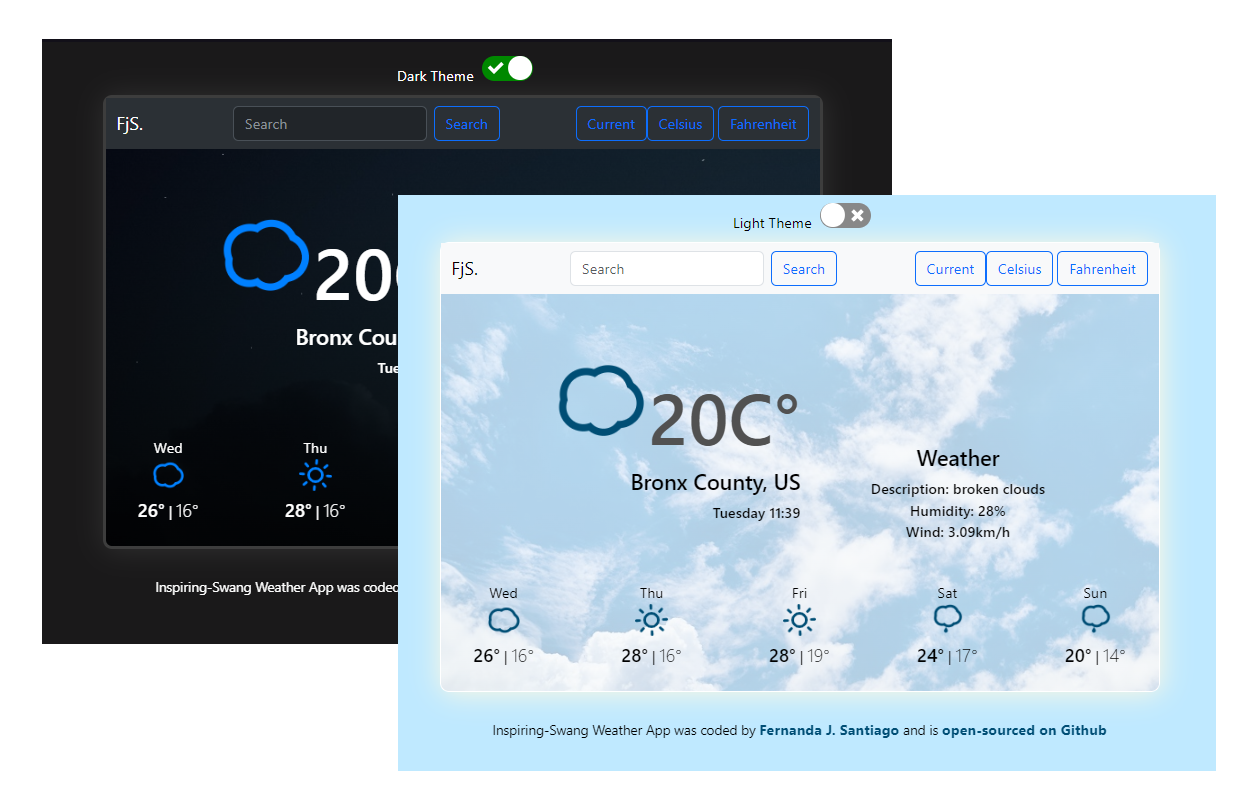 Dark Theme
FjS.
Search
Search
Current
Celsius
Fahrenheit
20
Bronx Cou
Tue
Wed
Thu
26° | 16°
28° | 16°
Inspiring-Swang Weather App was coded
Light Theme
FjS.
Search
Search
Current
Celsius
Fahrenheit
20C°
Bronx County, US
Tuesday 11:39
Weather
Description: broken clouds
Humidity: 28%
Wind: 3.09km/h
Wed
Thu
Fri
Sat
Sun
26° | 16°
28° | 16°
28° | 19°
24° | 17°
20° | 14°
Inspiring-Swang Weather App was coded by Fernanda J. Santiago and is open-sourced on Github